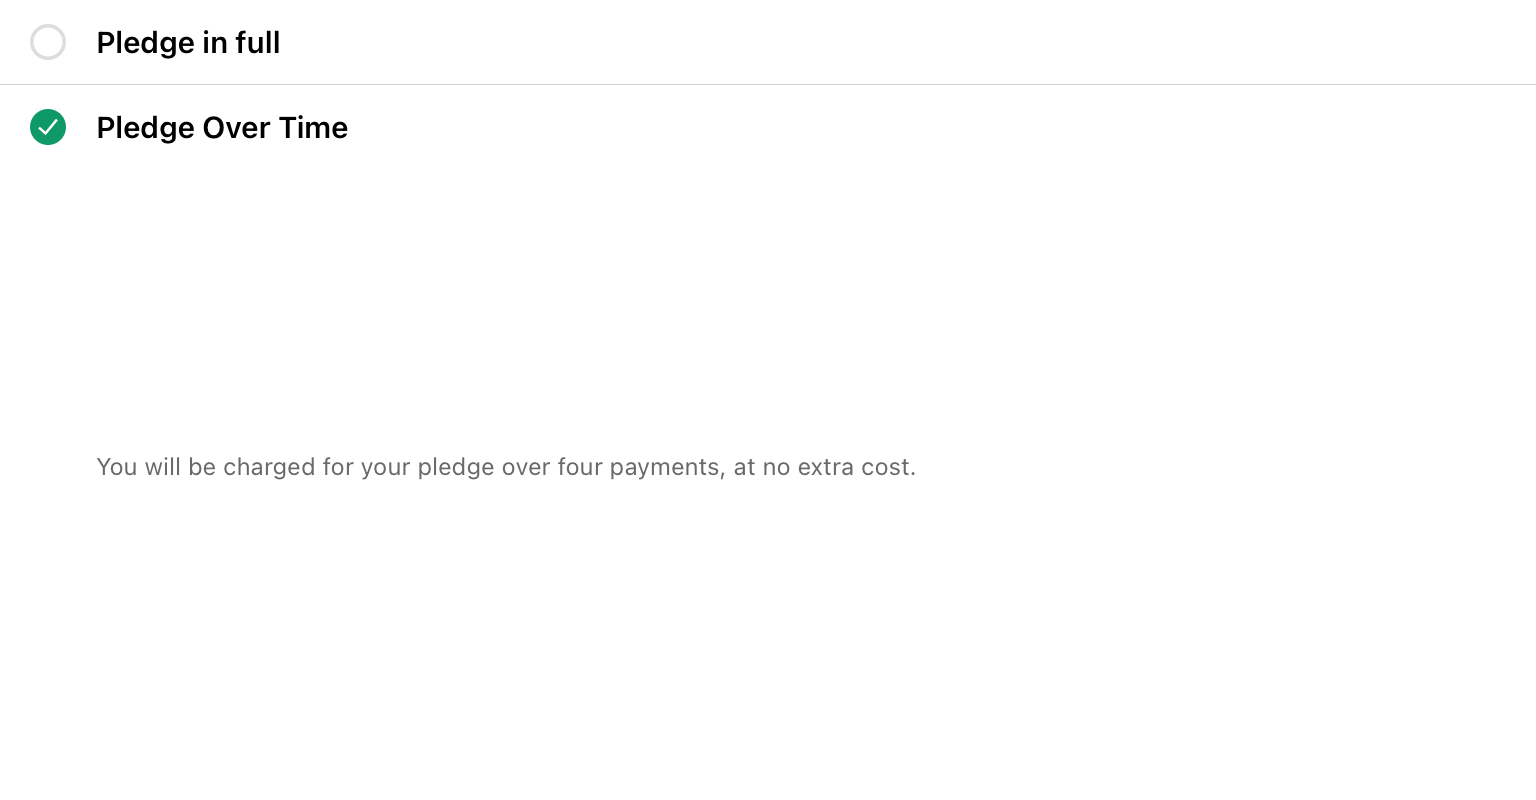 Pledge in full
Pledge Over Time
You will be charged for your pledge over four payments, at no extra cost.